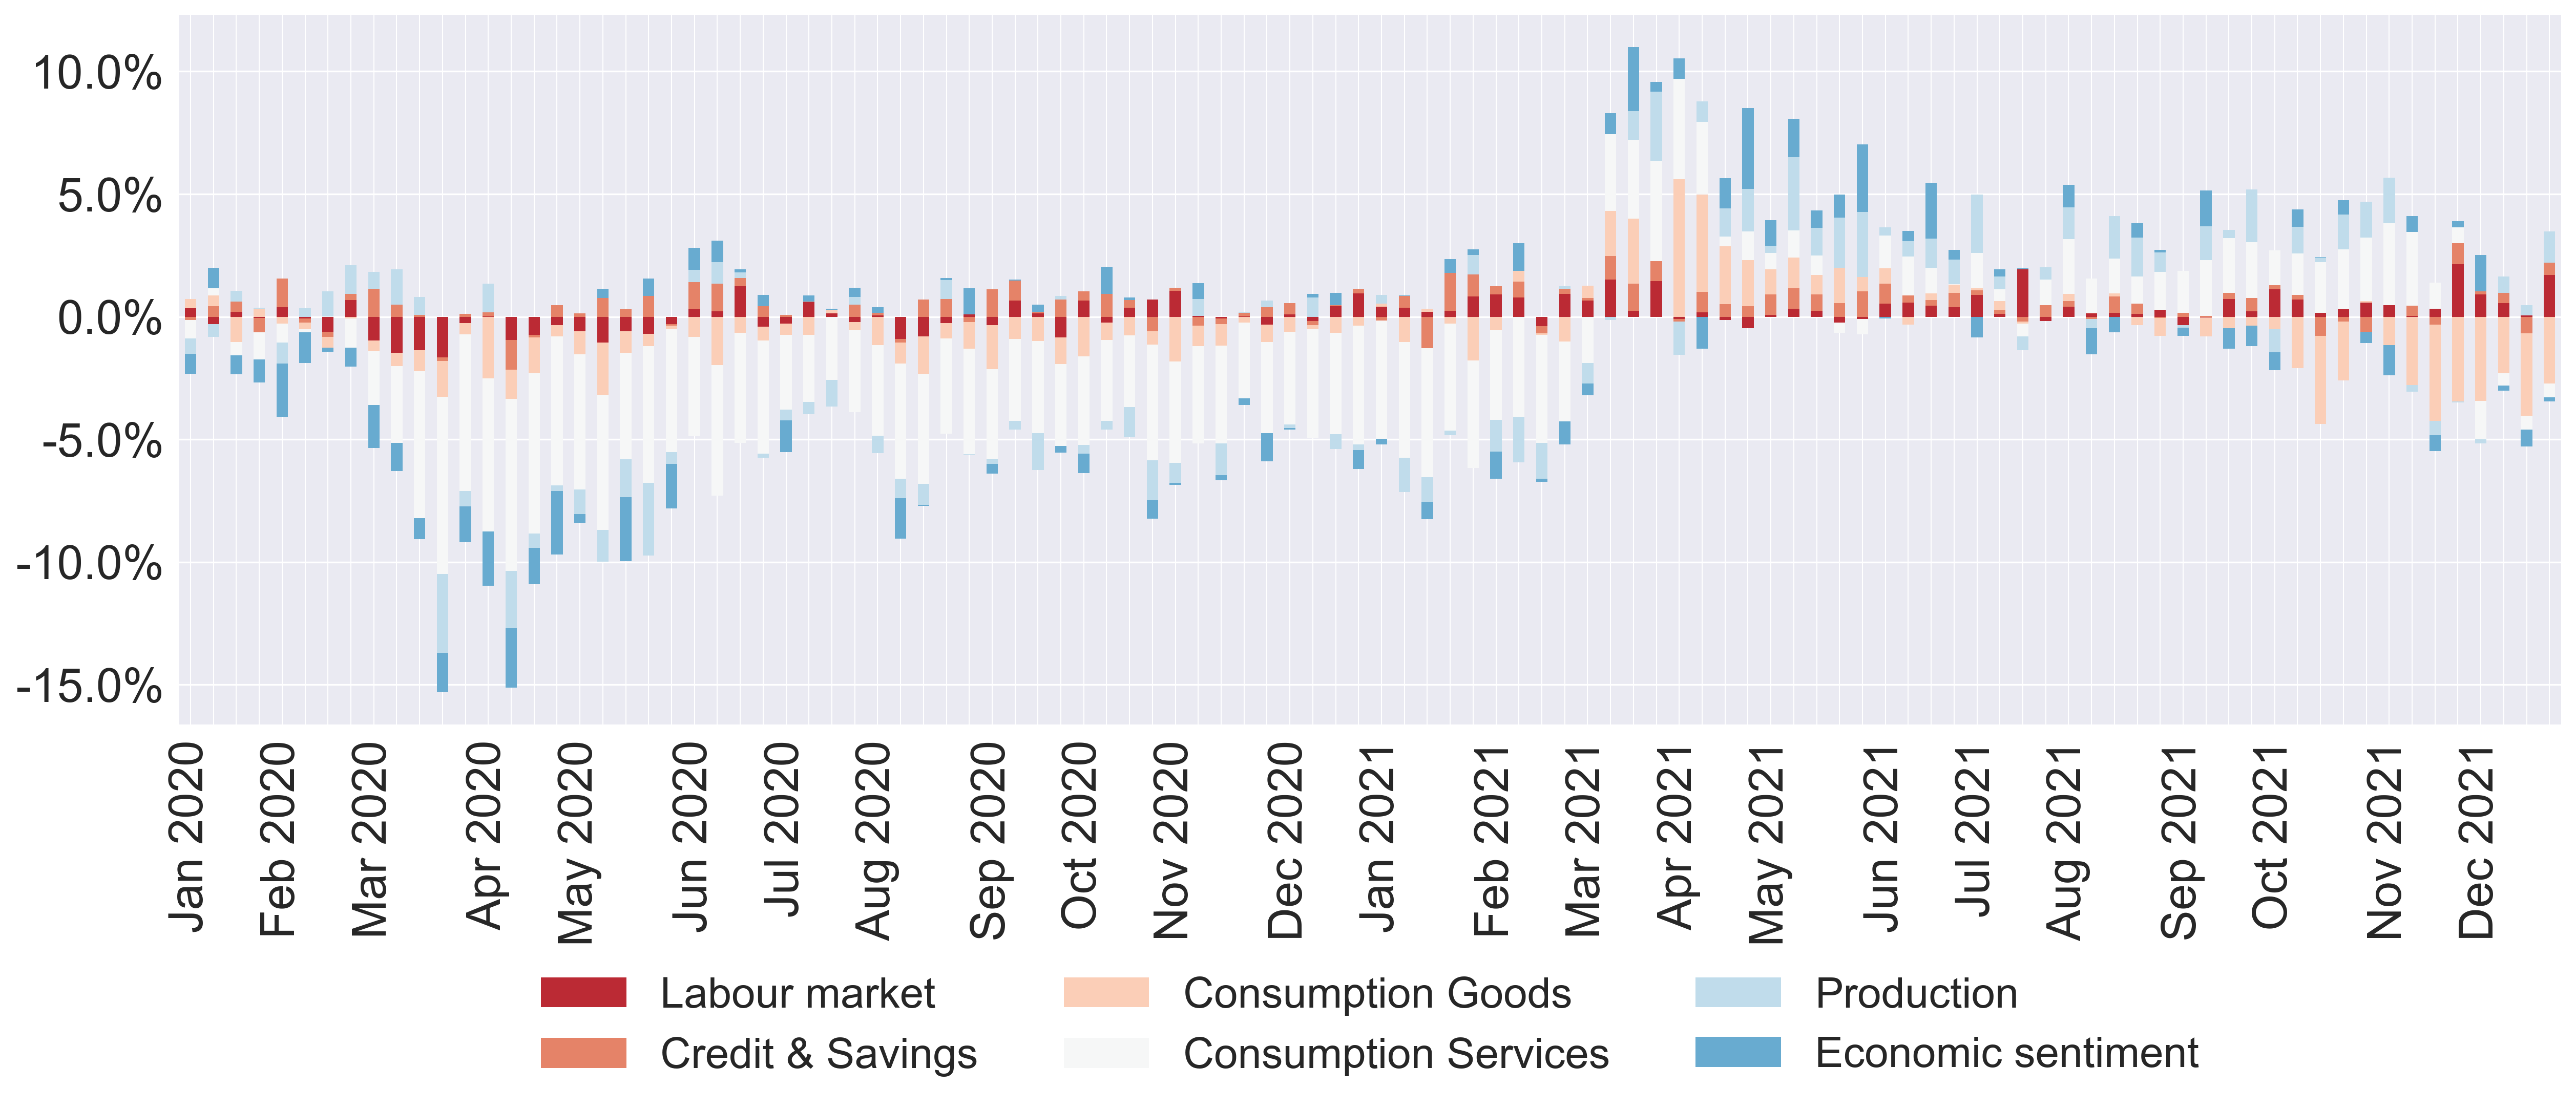 10.0%
5.0%
0.0%
-5.0%
-10.0%
-15.0%
Jan 2020
Feb 2020
Mar 2020
Apr 2020
May 2020
Jun 2020
Jul 2020
Aug 2020
Sep 2020
Oct 2020
Nov 2020
Dec 2020
Jan 2021
Feb 2021
Mar 2021
Apr 2021
May 2021
Jun 2021
Jul 2021
Aug 2021
Sep 2021
Oct 2021
Nov 2021
Dec 2021
Labour market
Consumption Goods
Production
Credit & Savings
Consumption Services
Economic sentiment